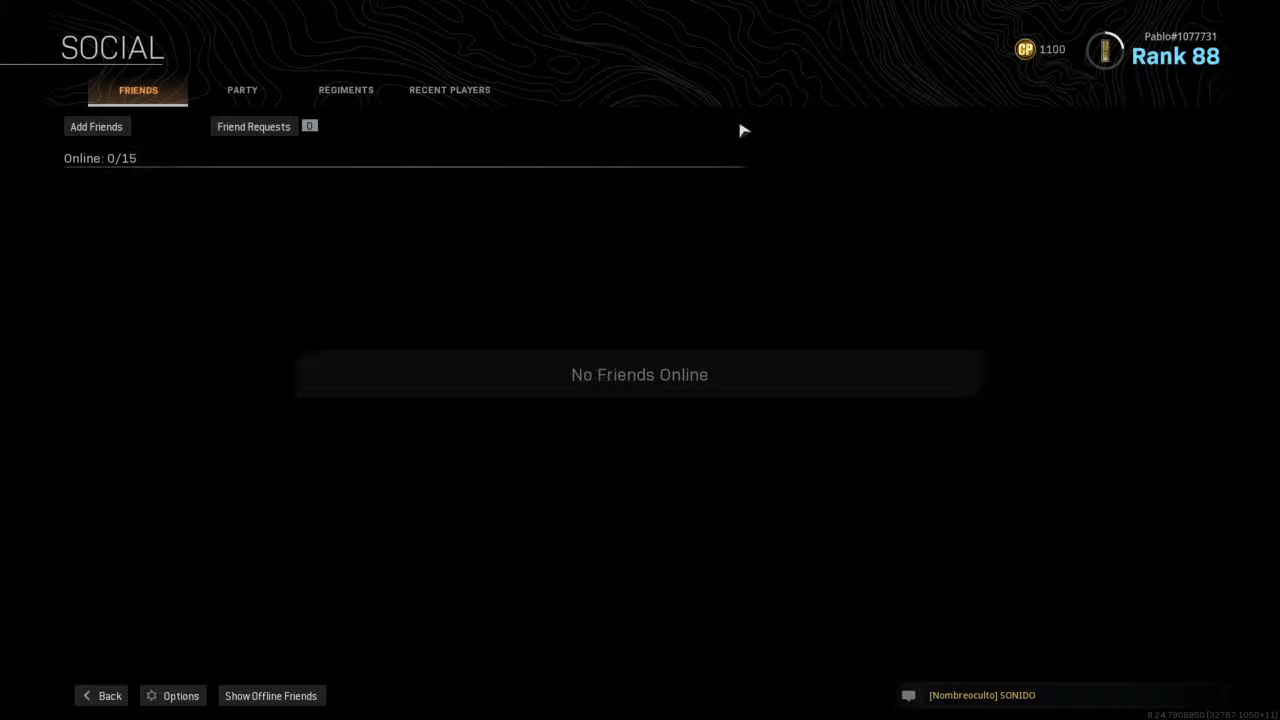 SOCIAL
CP 1100
Pablo#1077731
Rank 88
FRIENDS PARTY REGIMENTS RECENT PLAYERS
Add Friends Friend Requests 0
Online: 0/15
No Friends Online
Back Options Show Offline Friends
[Nombreoculto] SONIDO